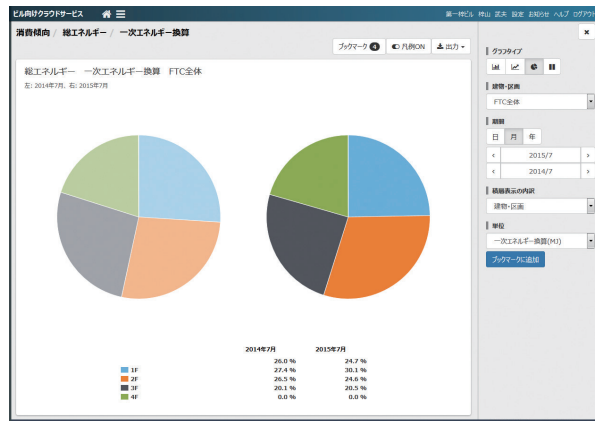 ビル向けクラウドサービス
第一梓ビル 梓山 武夫 設定 お知らせ ヘルプ ログアウト
消費傾向 / 総エネルギー / 一次エネルギー換算
ブックマーク 4 凡例ON 出力
総エネルギー 一次エネルギー換算 FTC全体
左: 2014年7月, 右: 2015年7月
2014年7月 2015年7月
26.0 % 24.7 %
1F 27.4 % 30.1 %
2F 26.5 % 24.6 %
3F 20.1 % 20.5 %
4F 0.0 % 0.0 %
×
グラフタイプ
建物・区画
FTC全体
期間
日 月 年
‹ 2015/7 ›
‹ 2014/7 ›
積層表示の内訳
建物・区画
単位
一次エネルギー換算(MJ)
ブックマークに追加